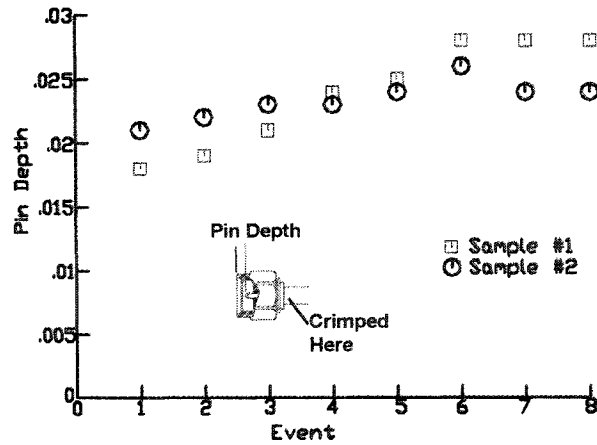 .03
.025
.02
.015
.01
.005
0
Pin Depth
Pin Depth
Crimped
Here
Sample #1
Sample #2
0 1 2 3 4 5 6 7 8
Event